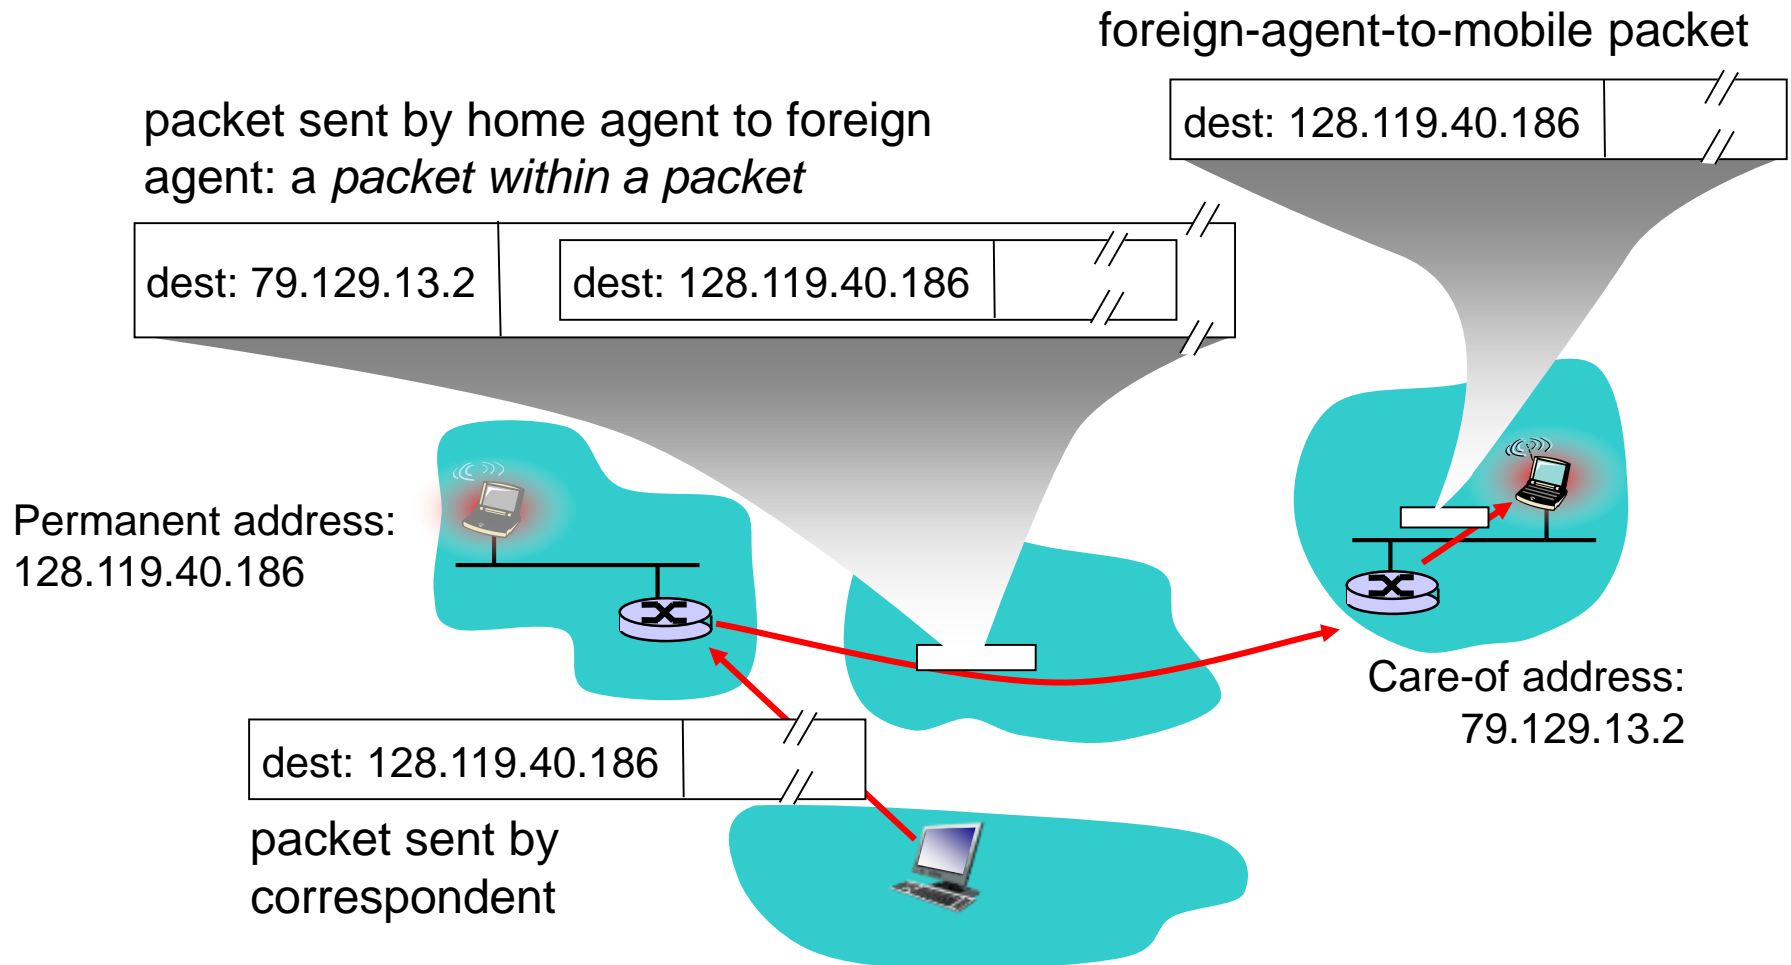 foreign-agent-to-mobile packet
dest: 128.119.40.186
packet sent by home agent to foreign
agent: a packet within a packet
dest: 79.129.13.2
dest: 128.119.40.186
Permanent address:
128.119.40.186
Care-of address:
79.129.13.2
dest: 128.119.40.186
packet sent by
correspondent